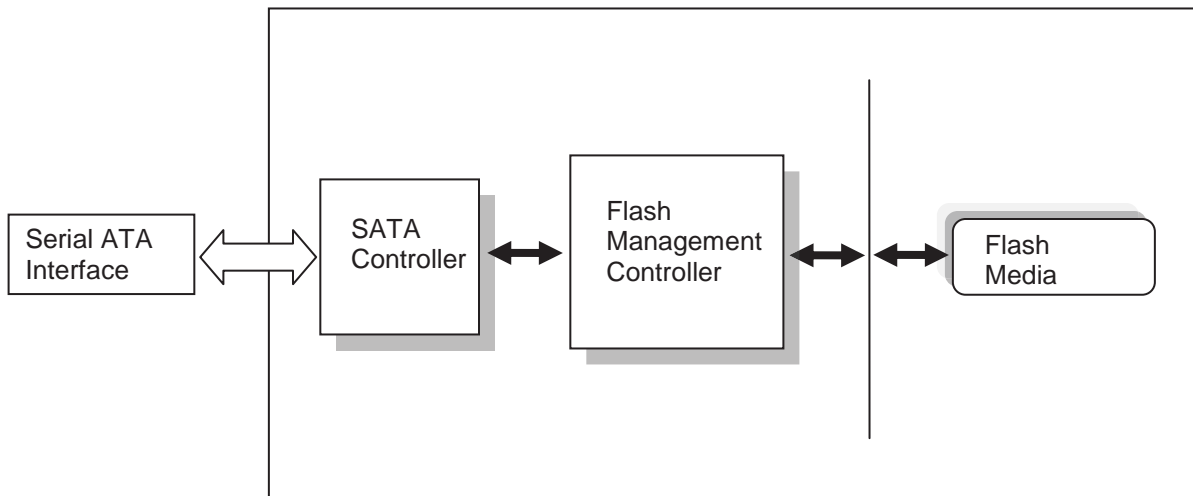 Serial ATA
Interface
SATA
Controller
Flash
Management
Controller
Flash
Media